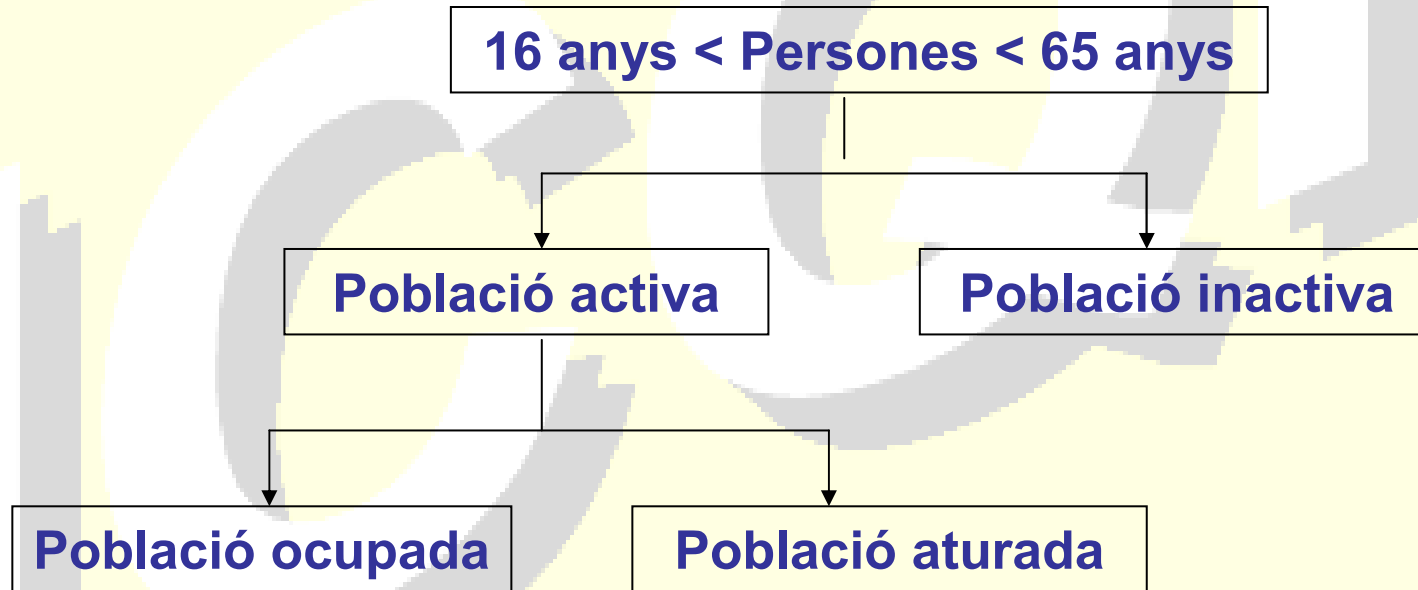 16 anys < Persones < 65 anys
Població activa
Població inactiva
Població ocupada
Població aturada